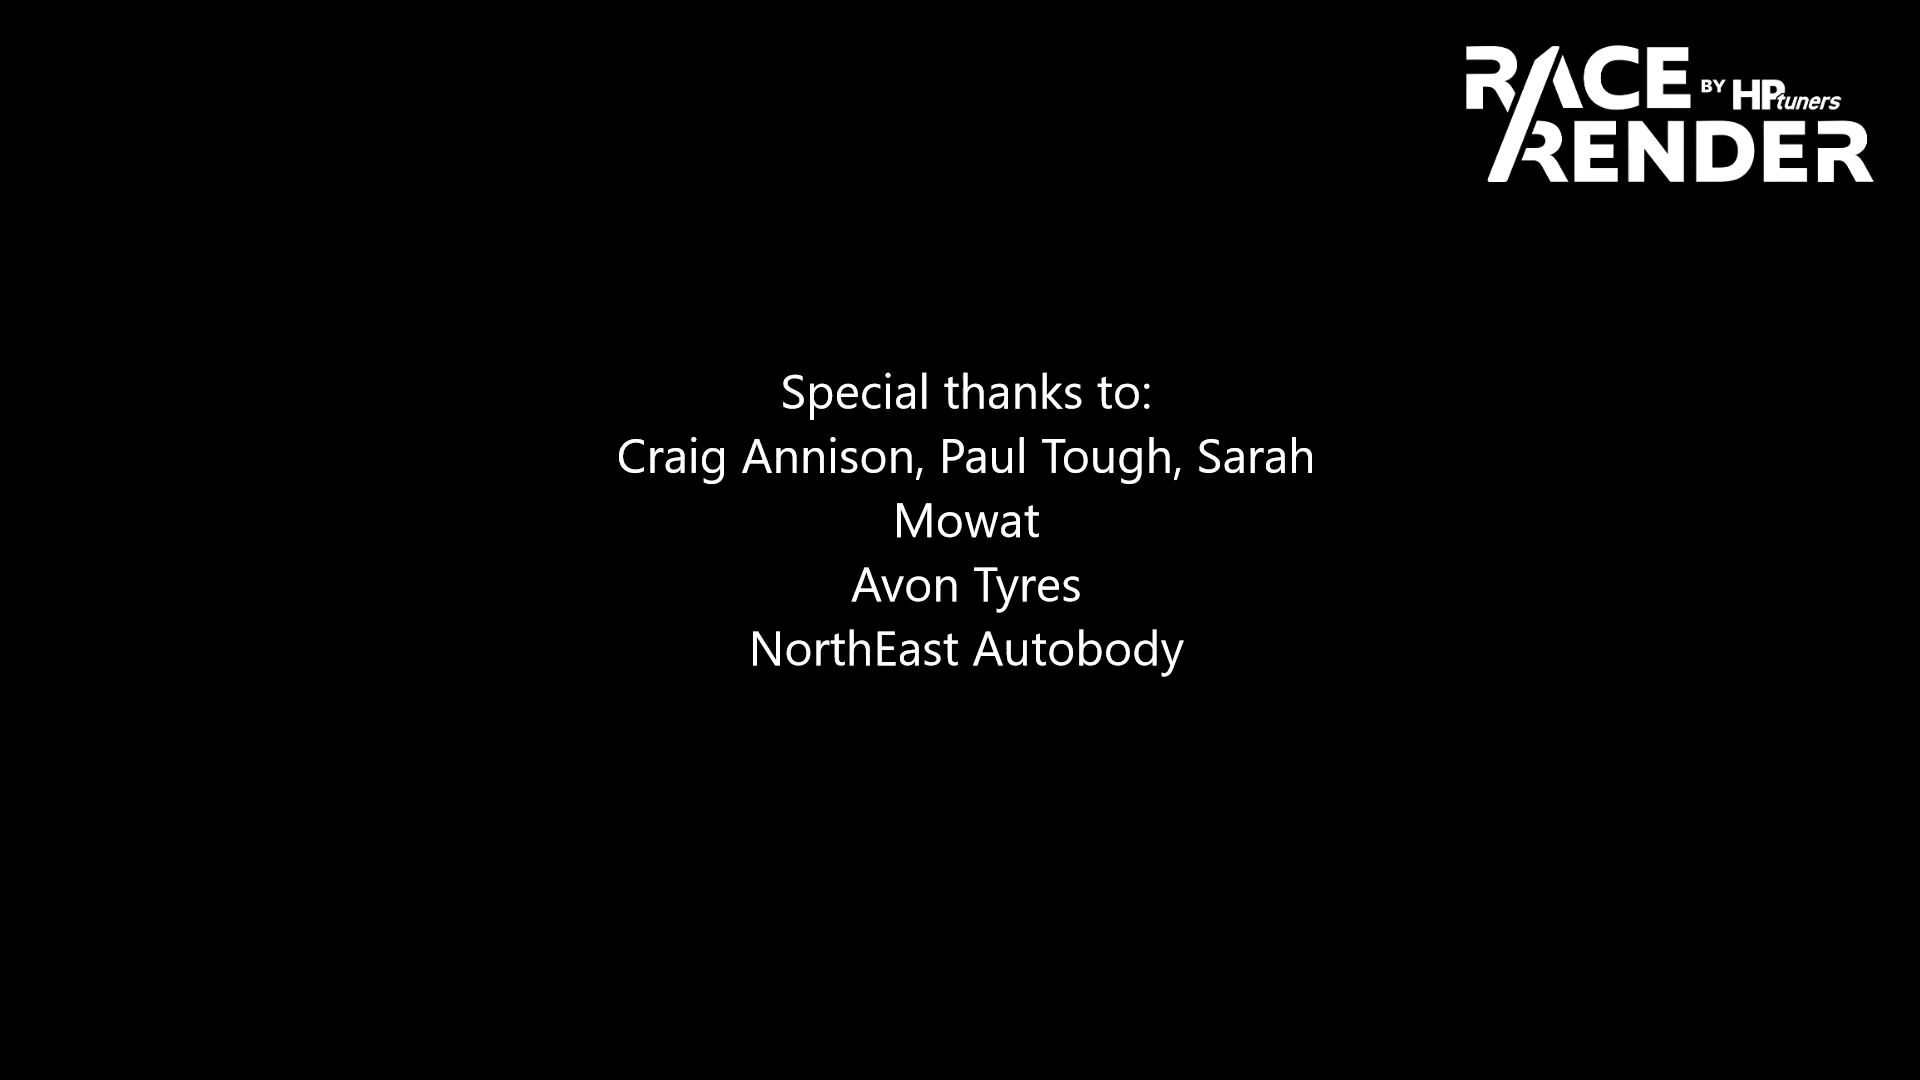 RACE BY HPtuners
RENDER
Special thanks to:
Craig Annison, Paul Tough, Sarah
Mowat
Avon Tyres
NorthEast Autobody